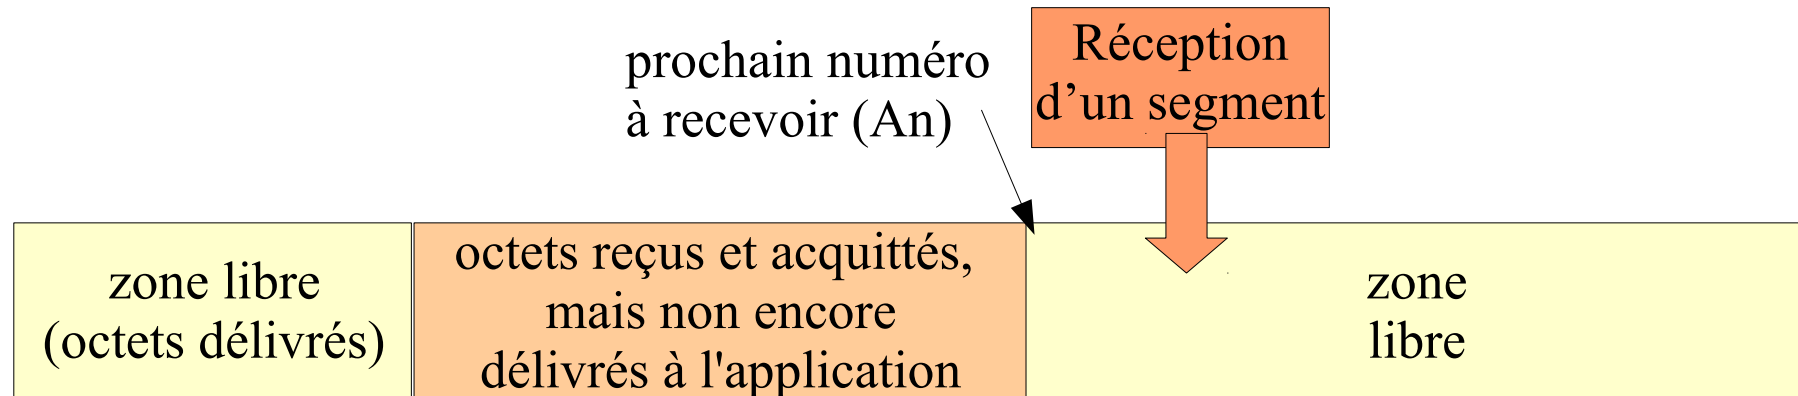 prochain numéro
à recevoir (An)
Réception
d’un segment
zone libre
(octets délivrés)
octets reçus et acquittés,
mais non encore
délivrés à l'application
zone
libre